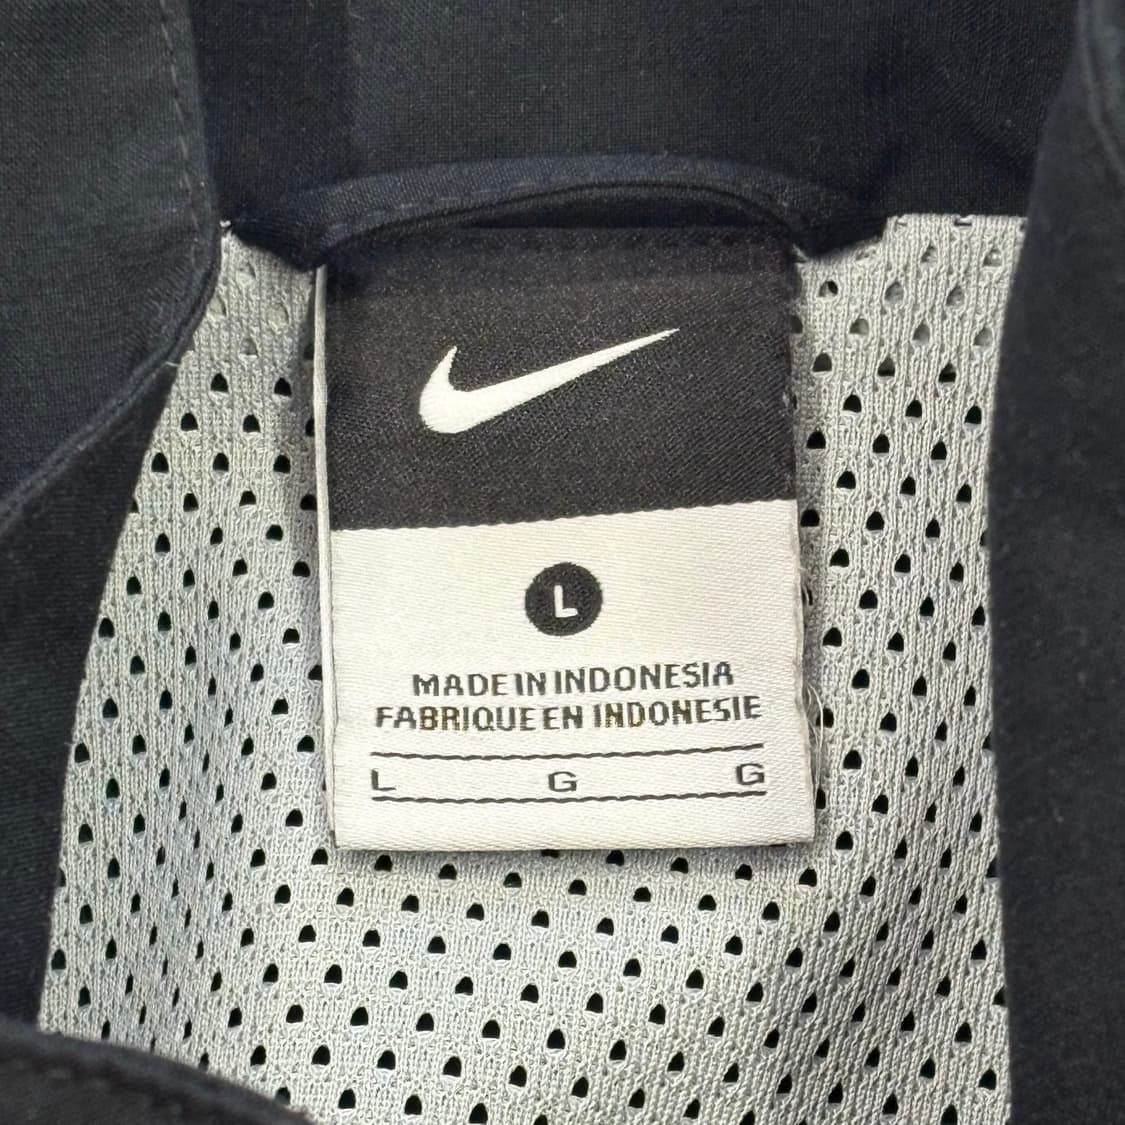 L
MADE IN INDONESIA
FABRIQUE EN INDONESIE
L G G